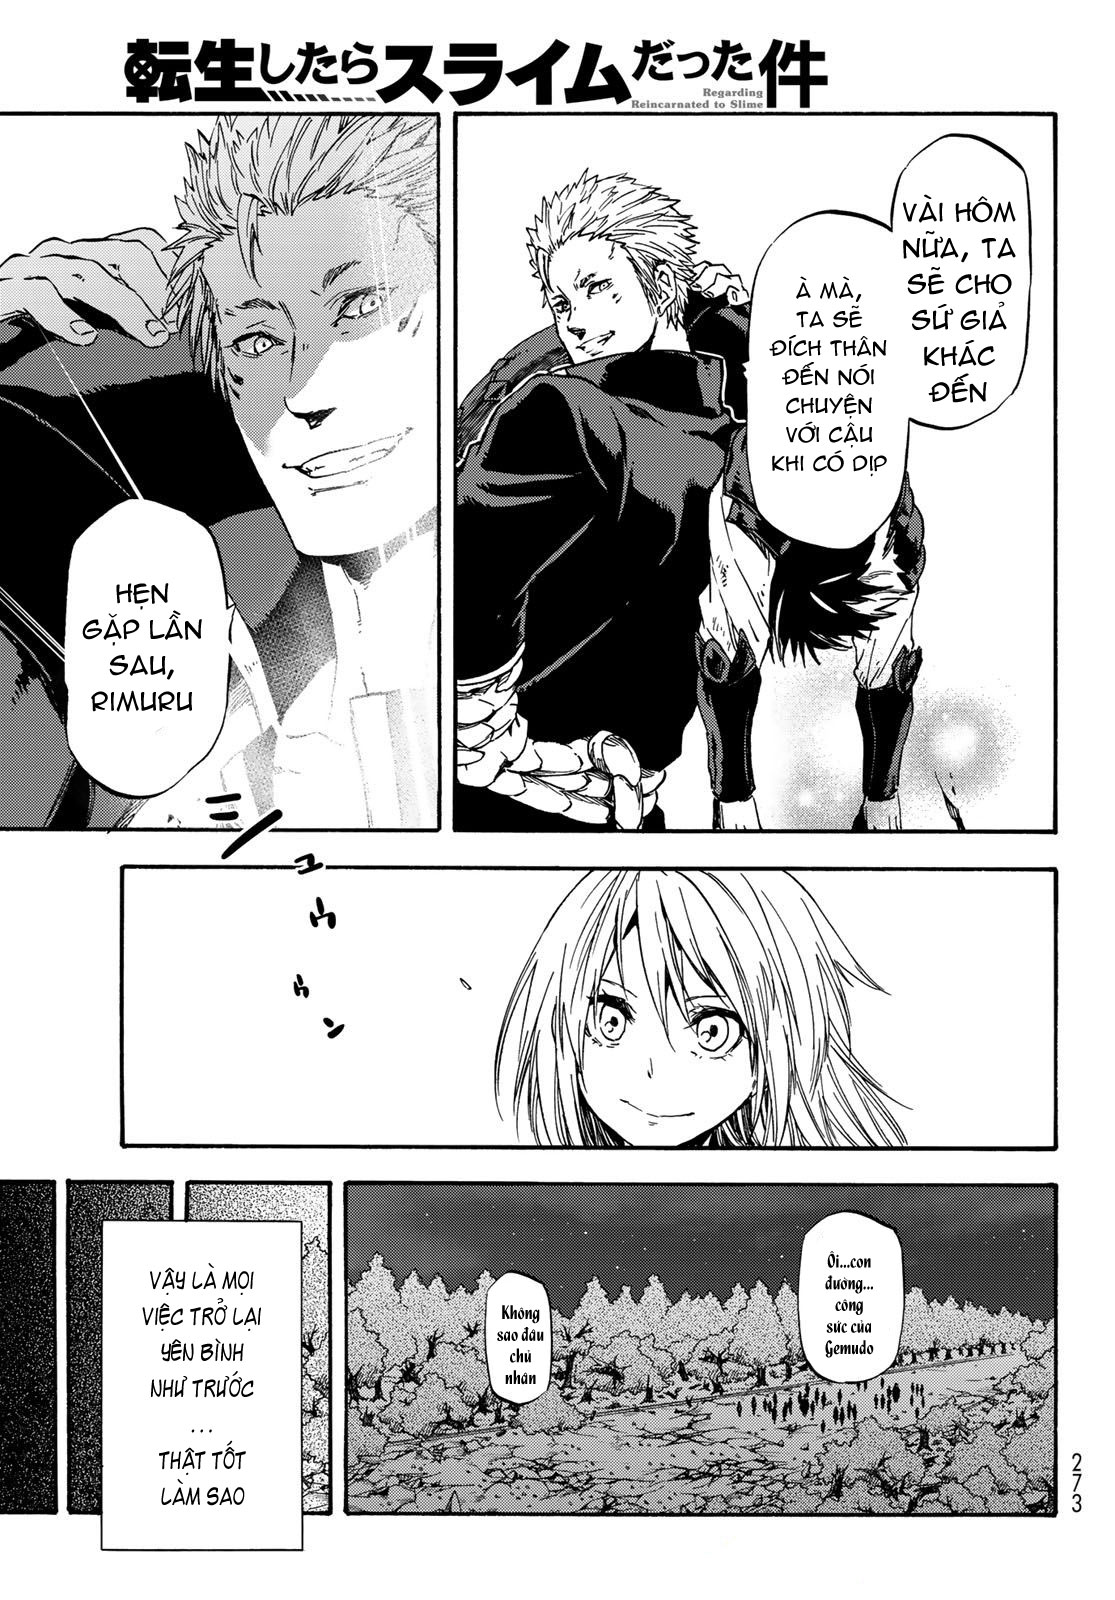 転生したらスライムだった件
Regarding
Reincarnated to Slime
VÀI HÔM
NỮA, TA
SẼ CHO
SỨ GIẢ
KHÁC
ĐẾN
À MÀ,
TA SẼ
ĐÍCH THÂN
ĐẾN NÓI
CHUYỆN
VỚI CẬU
KHI CÓ DỊP
HẸN
GẶP LẦN
SAU,
RIMURU
ニ
ュ
ウ
ゥ
ン
Ôi...con
đường...
công
sức của
Gemudo
Không
sao đâu
chủ
nhân
VẬY LÀ MỌI
VIỆC TRỞ LẠI
YÊN BÌNH
NHƯ TRƯỚC
...
THẬT TỐT
LÀM SAO
273